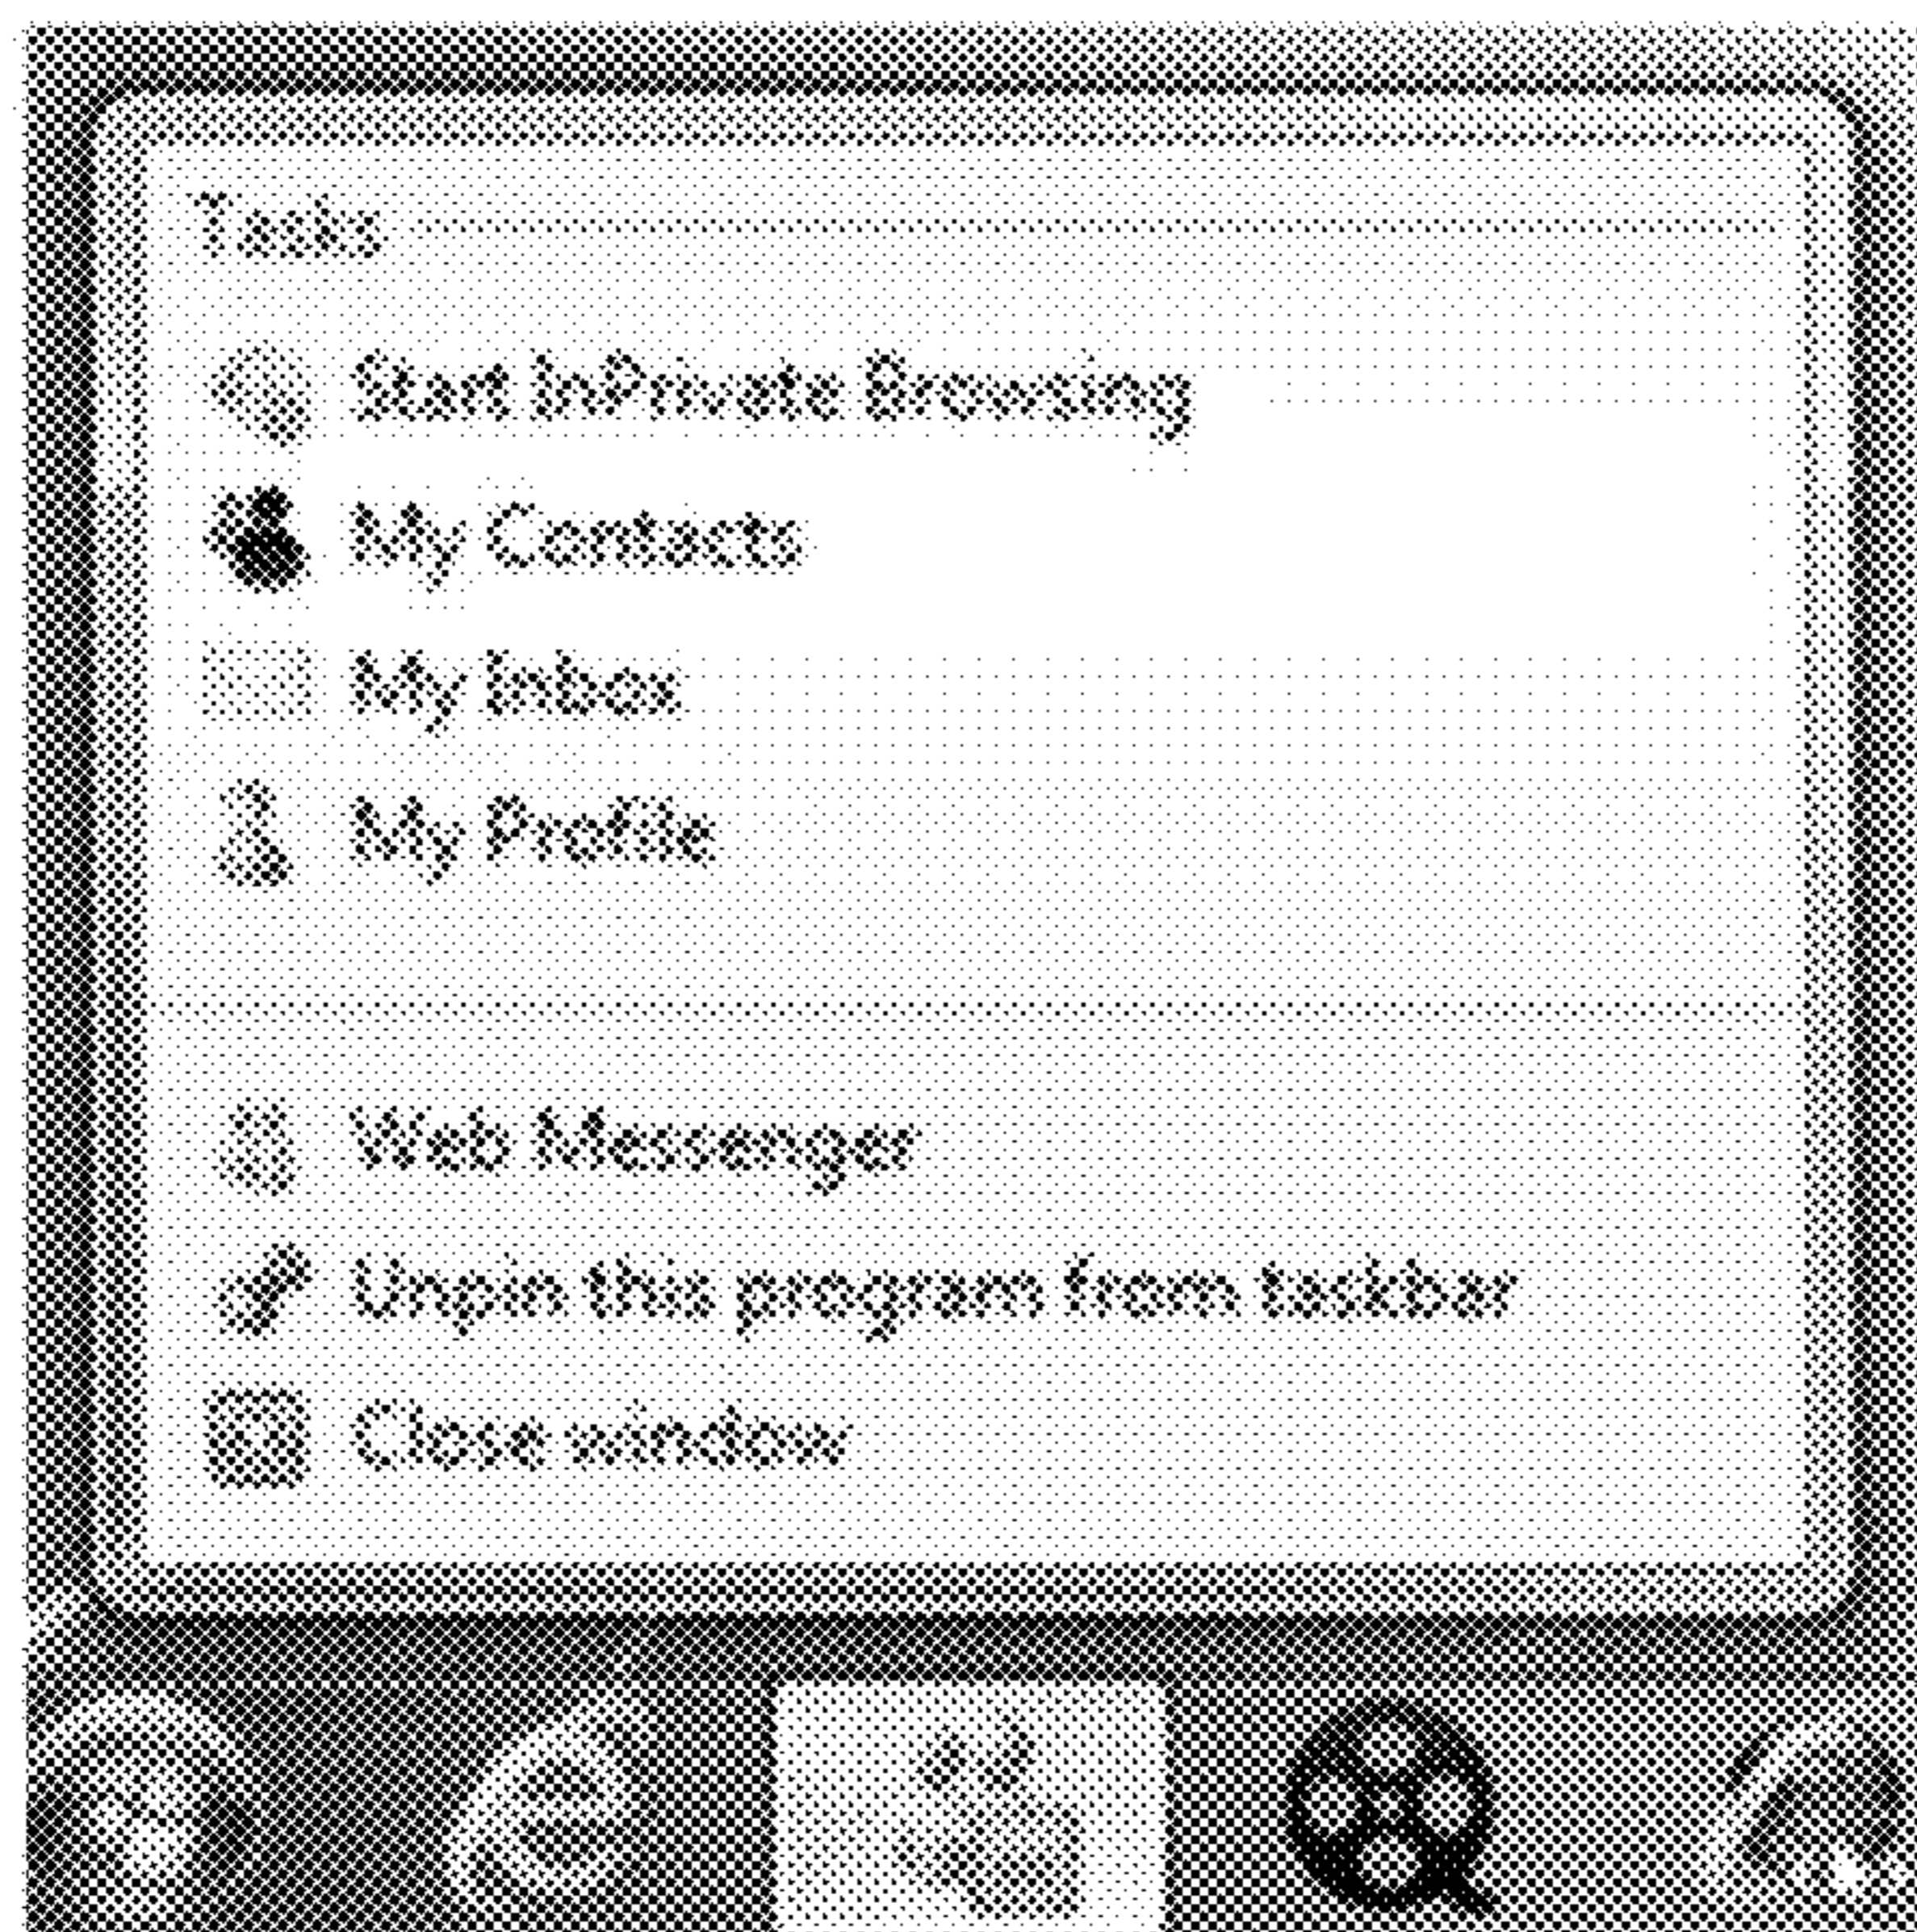 Tasks
Start InPrivate Browsing
My Contacts
My Inbox
My Profile
Web Messenger
Unpin this program from taskbar
Close window